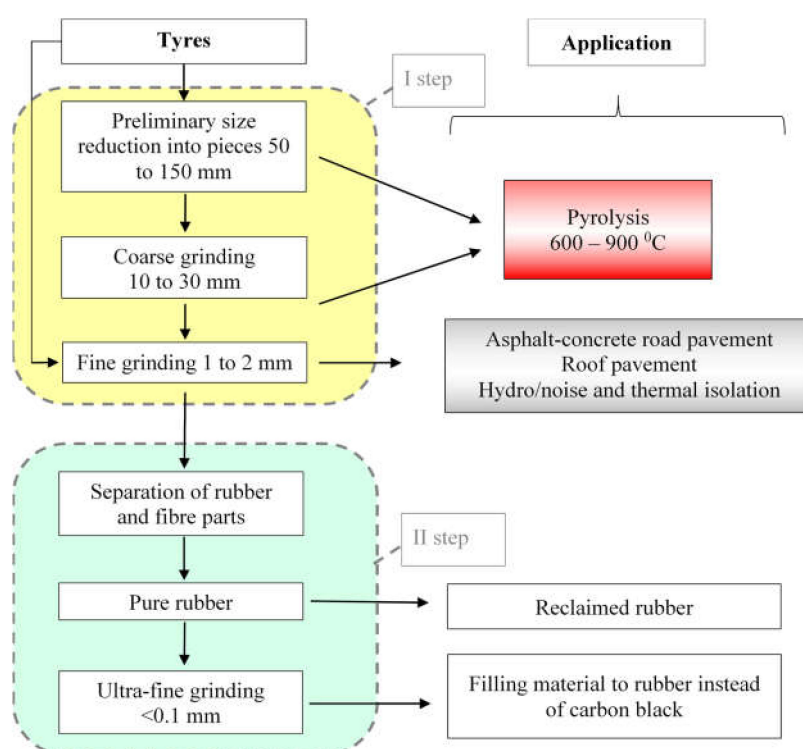 Tyres
Application
I step
Preliminary size
reduction into pieces 50
to 150 mm
Pyrolysis
600 – 900 ⁰C
Coarse grinding
10 to 30 mm
Fine grinding 1 to 2 mm
Asphalt-concrete road pavement
Roof pavement
Hydro/noise and thermal isolation
Separation of rubber
and fibre parts
II step
Pure rubber
Reclaimed rubber
Ultra-fine grinding
<0.1 mm
Filling material to rubber instead
of carbon black